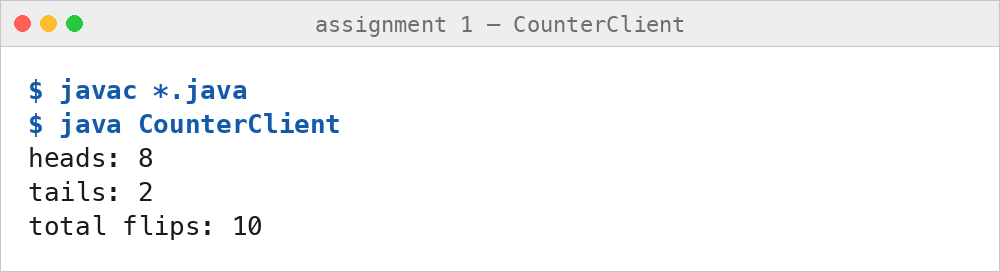 assignment 1 — CounterClient
$ javac *.java
$ java CounterClient
heads: 8
tails: 2
total flips: 10